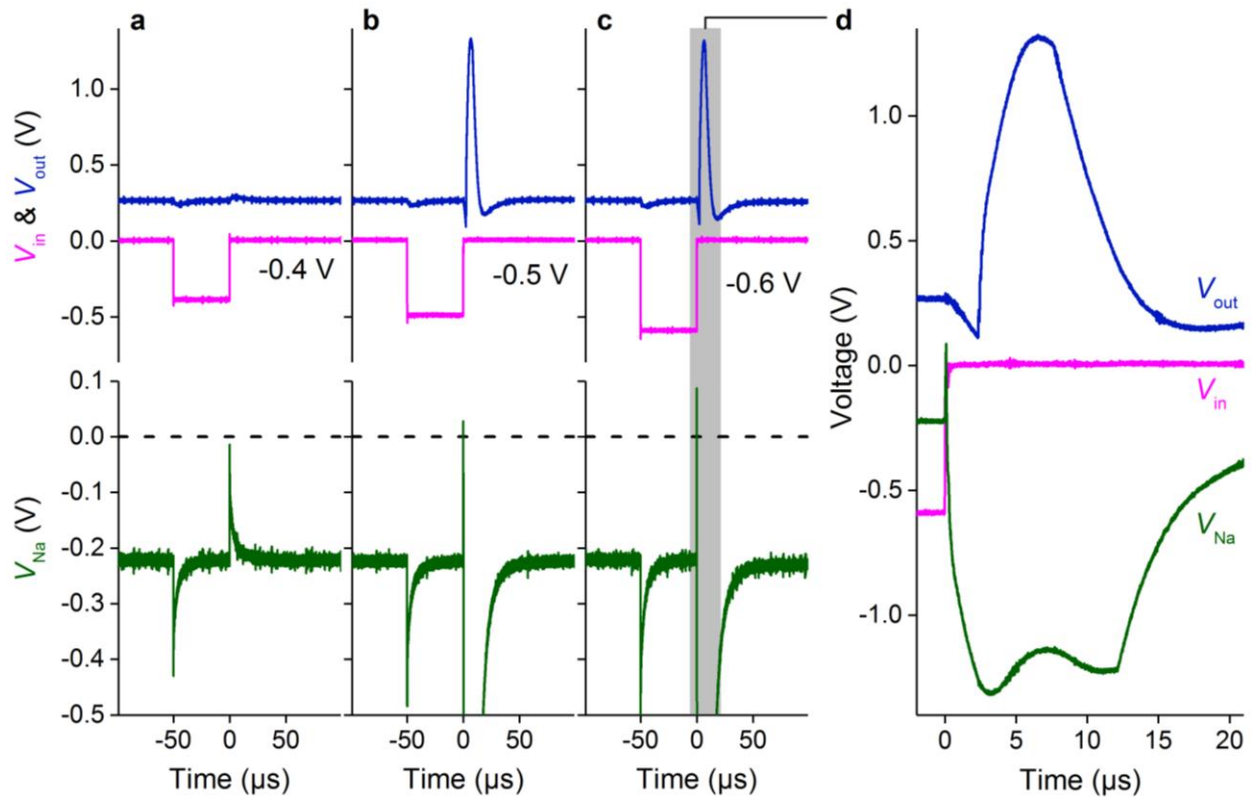 a
b
c
d
Vin & Vout (V)
1.0
0.5
0.0
-0.5
-0.4 V
-0.5 V
-0.6 V
VNa (V)
0.1
0.0
-0.1
-0.2
-0.3
-0.4
-0.5
-50 0 50
-50 0 50
-50 0 50
Time (µs)
Time (µs)
Time (µs)
Voltage (V)
1.0
0.5
0.0
-0.5
-1.0
Vout
Vin
VNa
0 5 10 15 20
Time (µs)